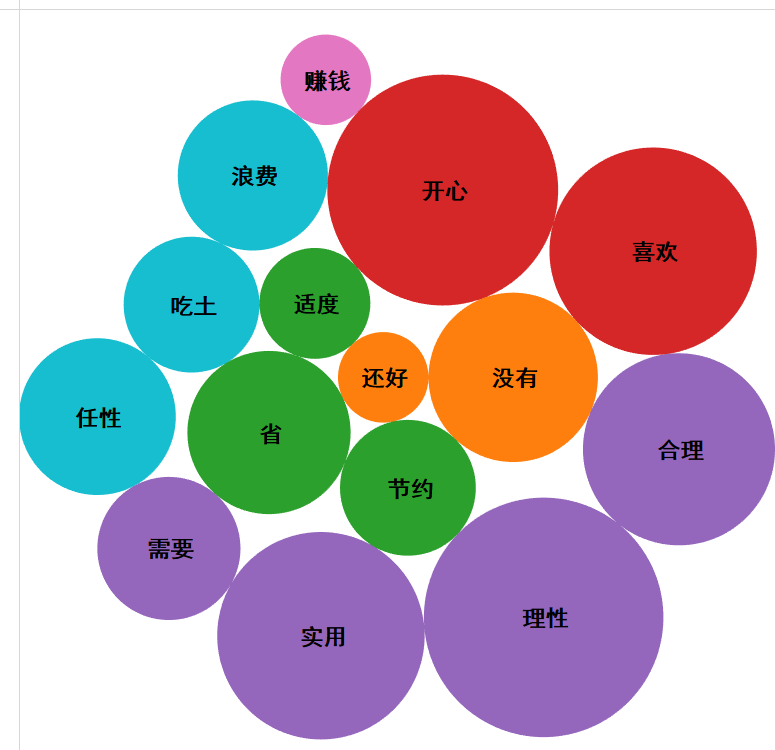 赚钱
浪费
开心
喜欢
吃土
适度
还好
没有
任性
省
合理
节约
需要
实用
理性